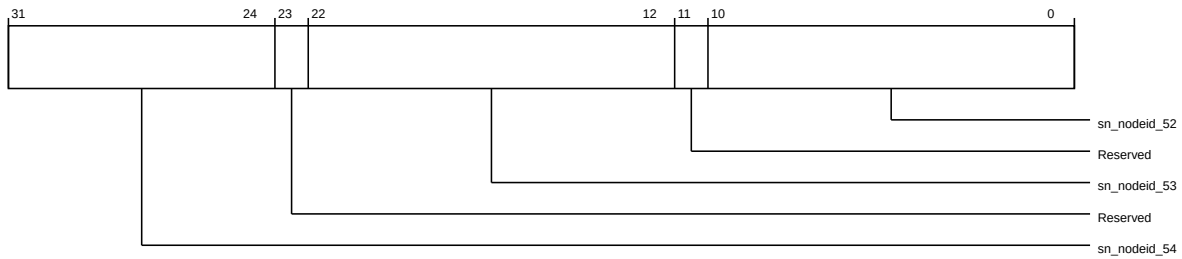 31 24 23 22 12 11 10 0
sn_nodeid_52
Reserved
sn_nodeid_53
Reserved
sn_nodeid_54